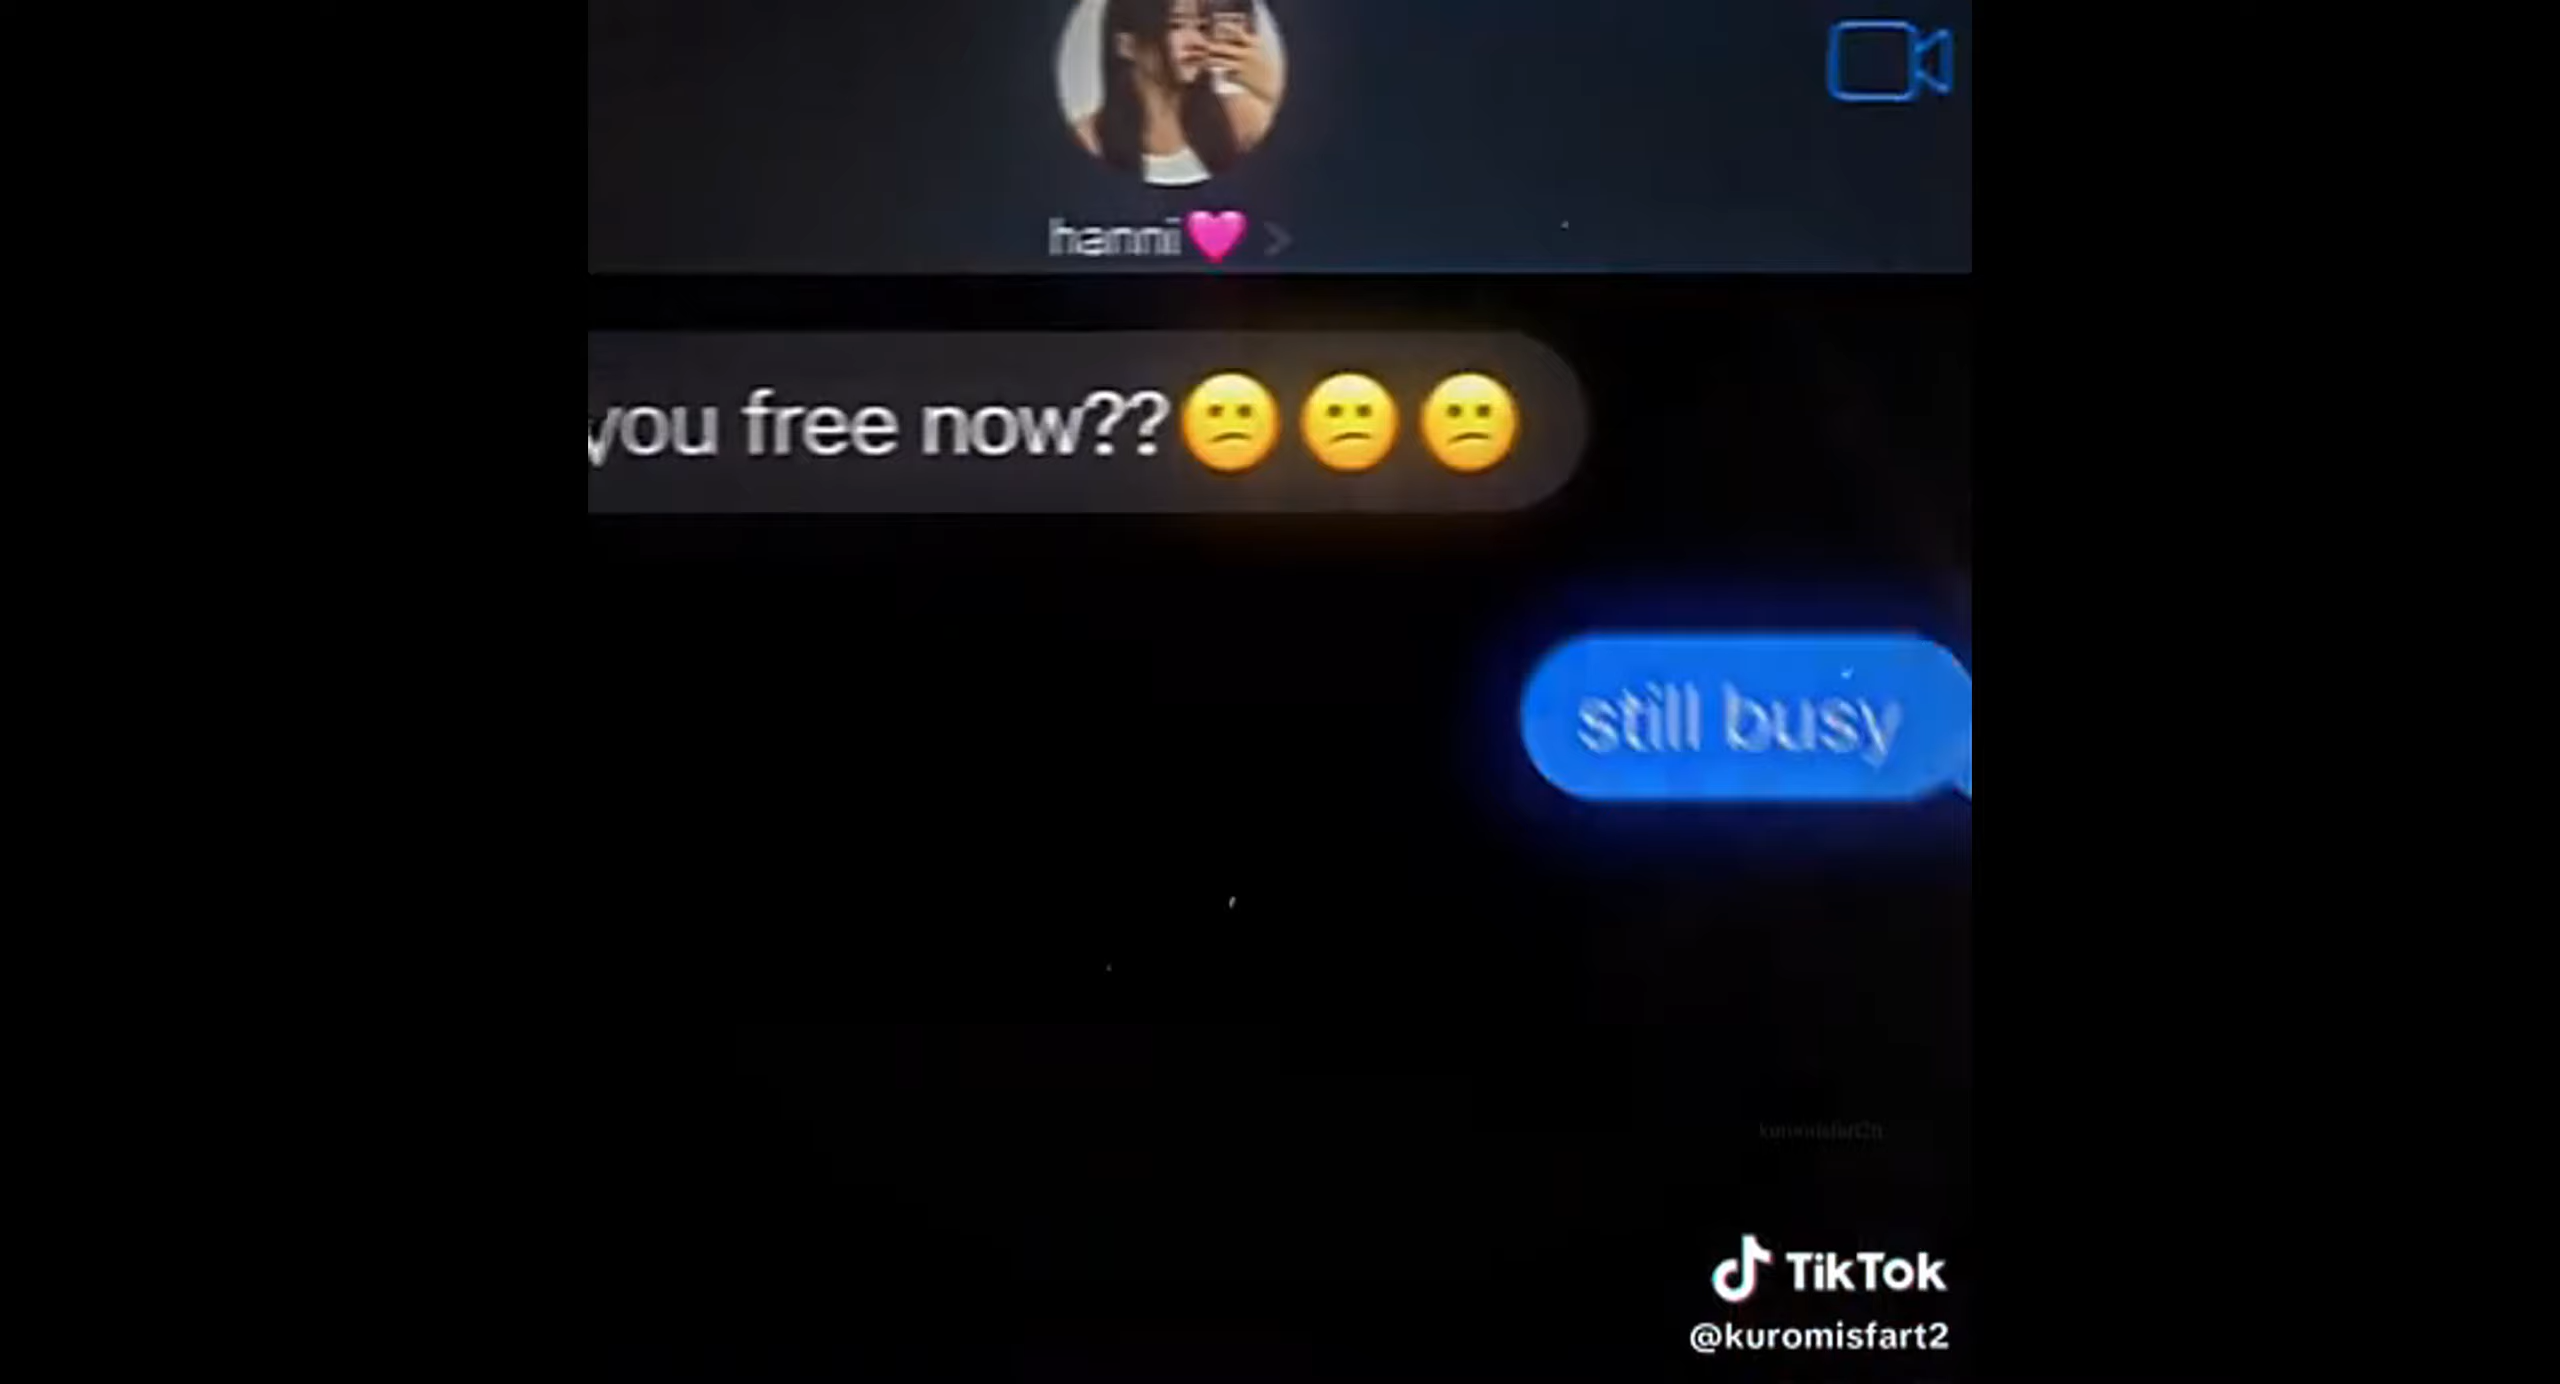 hanni🩷 >
you free now??😕😕😕
still busy
TikTok
@kuromisfart2